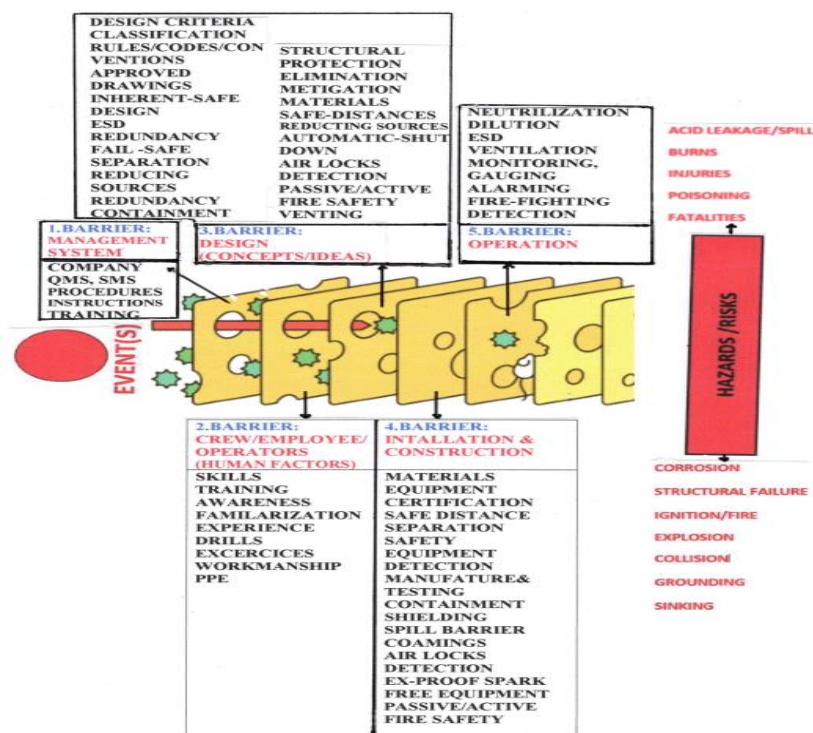 DESIGN CRITERIA
CLASSIFICATION
RULES/CODES/CON
VENTIONS
APPROVED
DRAWINGS
INHERENT-SAFE
DESIGN
ESD
REDUNDANCY
FAIL -SAFE
SEPARATION
REDUCING
SOURCES
REDUNDANCY
CONTAINMENT
STRUCTURAL
PROTECTION
ELIMINATION
METIGATION
MATERIALS
SAFE-DISTANCES
REDUCTING SOURCES
AUTOMATIC-SHUT
DOWN
AIR LOCKS
DETECTION
PASSIVE/ACTIVE
FIRE SAFETY
VENTING
NEUTRILIZATION
DILUTION
ESD
VENTILATION
MONITORING,
GAUGING
ALARMING
FIRE-FIGHTING
DETECTION
ACID LEAKAGE/SPILL
BURNS
INJURIES
POISONING
FATALITIES
1.BARRIER:
MANAGEMENT
SYSTEM
COMPANY
QMS, SMS
PROCEDURES
INSTRUCTIONS
TRAINING
3.BARRIER:
DESIGN
(CONCEPTS/IDEAS)
5.BARRIER:
OPERATION
EVENT(S)
HAZARDS /RISKS
2.BARRIER:
CREW/EMPLOYEE/
OPERATORS
(HUMAN FACTORS)
SKILLS
TRAINING
AWARENESS
FAMILARIZATION
EXPERIENCE
DRILLS
EXCERCICES
WORKMANSHIP
PPE
4.BARRIER:
INTALLATION &
CONSTRUCTION
MATERIALS
EQUIPMENT
CERTIFICATION
SAFE DISTANCE
SEPARATION
SAFETY
EQUIPMENT
DETECTION
MANUFATURE&
TESTING
CONTAINMENT
SHIELDING
SPILL BARRIER
COAMINGS
AIR LOCKS
DETECTION
EX-PROOF SPARK
FREE EQUIPMENT
PASSIVE/ACTIVE
FIRE SAFETY
CORROSION
STRUCTURAL FAILURE
IGNITION/FIRE
EXPLOSION
COLLISION
GROUNDING
SINKING